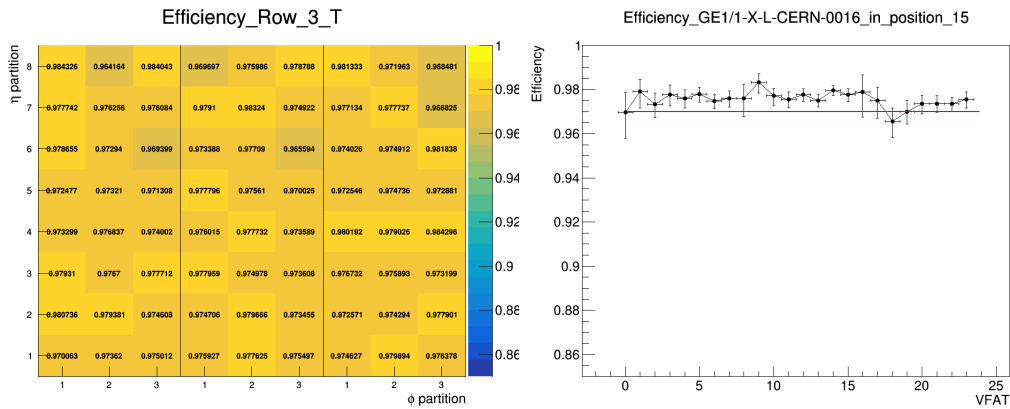 Efficiency_Row_3_T
η partition
8 0.984326 0.964164 0.984043 0.969697 0.975986 0.978788 0.981333 0.971963 0.968481
7 0.977742 0.976256 0.976084 0.9791 0.98324 0.974922 0.977134 0.977737 0.966825
6 0.978655 0.97294 0.969399 0.973388 0.97709 0.965594 0.974026 0.974912 0.981838
5 0.972477 0.97321 0.971308 0.977796 0.97561 0.970025 0.972546 0.974736 0.972881
4 0.973299 0.976837 0.974002 0.976015 0.977732 0.973589 0.980192 0.979026 0.984296
3 0.97931 0.9767 0.977712 0.977959 0.974978 0.973608 0.976732 0.975893 0.973199
2 0.980736 0.979381 0.974608 0.974706 0.979666 0.973455 0.972571 0.974294 0.977901
1 0.970063 0.97362 0.975012 0.975927 0.977625 0.975497 0.974627 0.979894 0.976378
1 2 3 1 2 3 1 2 3
φ partition
1
0.98
0.96
0.94
0.92
0.9
0.88
0.86
Efficiency_GE1/1-X-L-CERN-0016_in_position_15
Efficiency
1
0.98
0.96
0.94
0.92
0.9
0.88
0.86
0 5 10 15 20 25
VFAT